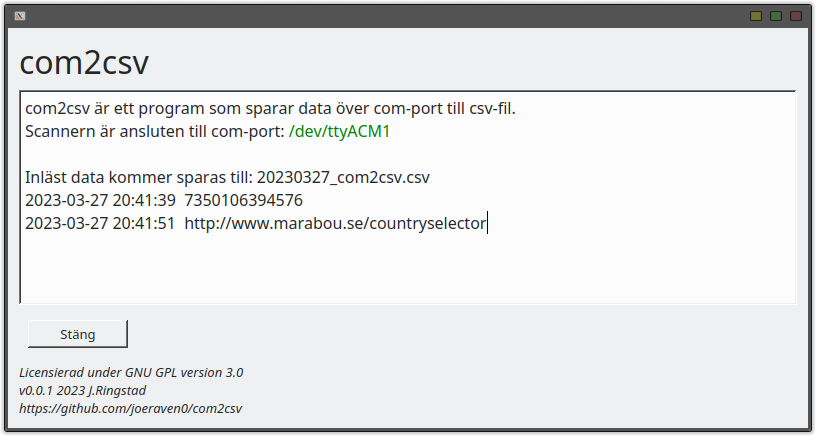 com2csv
com2csv är ett program som sparar data över com-port till csv-fil.
Scannern är ansluten till com-port: /dev/ttyACM1
Inläst data kommer sparas till: 20230327_com2csv.csv
2023-03-27 20:41:39 7350106394576
2023-03-27 20:41:51 http://www.marabou.se/countryselector
Stäng
Licensierad under GNU GPL version 3.0
v0.0.1 2023 J.Ringstad
https://github.com/joeraven0/com2csv